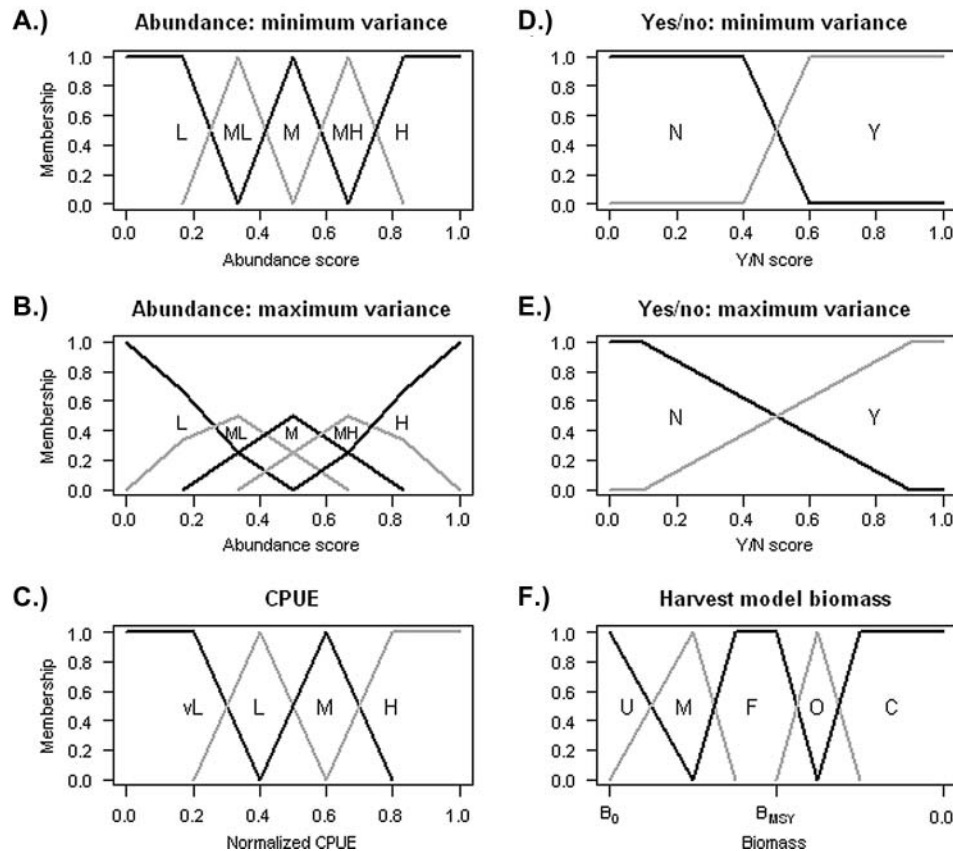 A.)
Abundance: minimum variance
1.0
0.8
0.6
0.4
0.2
0.0
Membership
L ML M MH H
0.0 0.2 0.4 0.6 0.8 1.0
Abundance score
D.)
Yes/no: minimum variance
1.0
0.8
0.6
0.4
0.2
0.0
Membership
N Y
0.0 0.2 0.4 0.6 0.8 1.0
Y/N score
B.)
Abundance: maximum variance
1.0
0.8
0.6
0.4
0.2
0.0
Membership
L ML M MH H
0.0 0.2 0.4 0.6 0.8 1.0
Abundance score
E.)
Yes/no: maximum variance
1.0
0.8
0.6
0.4
0.2
0.0
Membership
N Y
0.0 0.2 0.4 0.6 0.8 1.0
Y/N score
C.)
CPUE
1.0
0.8
0.6
0.4
0.2
0.0
Membership
vL L M H
0.0 0.2 0.4 0.6 0.8 1.0
Normalized CPUE
F.)
Harvest model biomass
1.0
0.8
0.6
0.4
0.2
0.0
Membership
U M F O C
B₀ B_MSY 0.0
Biomass